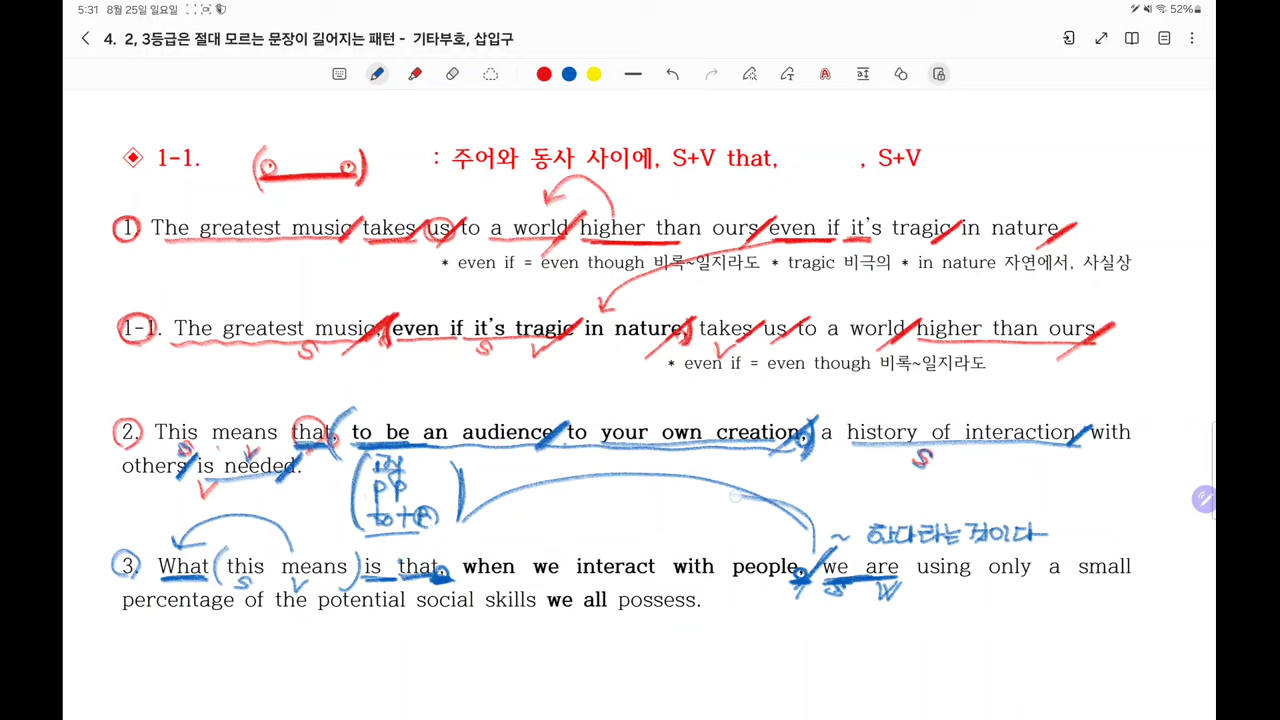 5:31 8월 25일 일요일 52%
4. 2, 3등급은 절대 모르는 문장이 길어지는 패턴 - 기타부호, 삽입구
◈ 1-1. ( , , ) : 주어와 동사 사이에, S+V that, , S+V
1. The greatest music takes us to a world higher than ours even if it's tragic in nature.
* even if = even though 비록~일지라도 * tragic 비극의 * in nature 자연에서, 사실상
1-1. The greatest music, even if it's tragic in nature, takes us to a world higher than ours.
S S V V
* even if = even though 비록~일지라도
2. This means that, to be an audience to your own creation, a history of interaction with
S V S
others is needed.
V
pp
to+R
~ 한다라는 것이다
3. What (this means) is that, when we interact with people, we are using only a small
S V S V
percentage of the potential social skills we all possess.